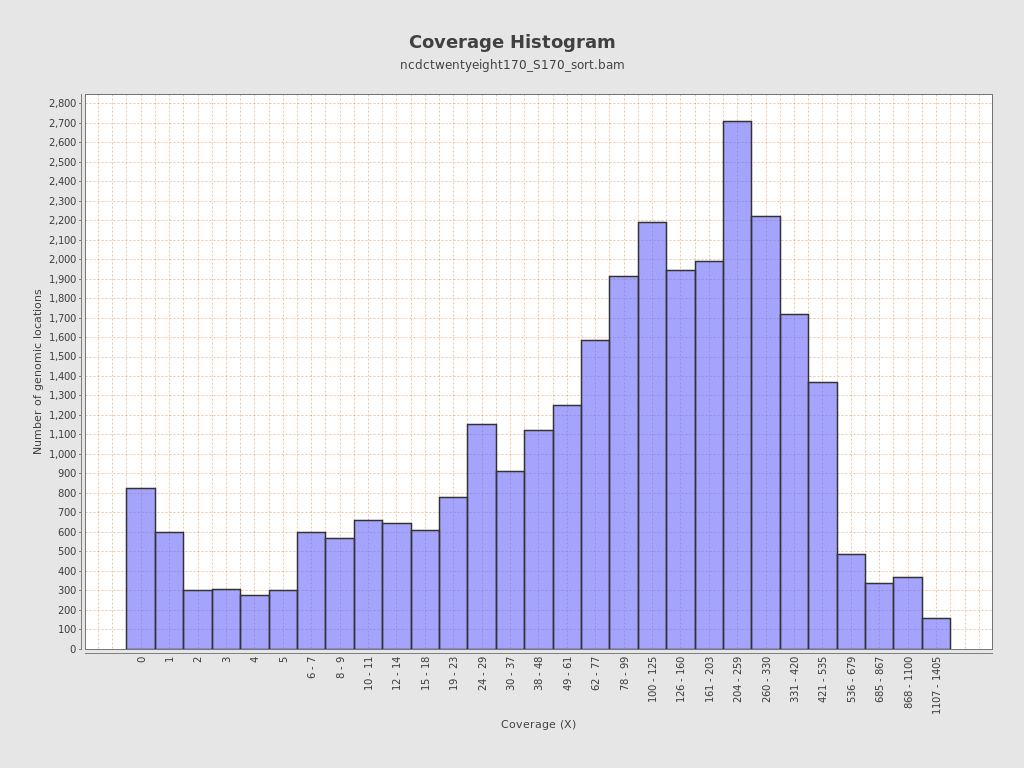 Coverage Histogram
ncdctwentyeight170_S170_sort.bam
Number of genomic locations
2,800
2,700
2,600
2,500
2,400
2,300
2,200
2,100
2,000
1,900
1,800
1,700
1,600
1,500
1,400
1,300
1,200
1,100
1,000
900
800
700
600
500
400
300
200
100
0
0
1
2
3
4
5
6 - 7
8 - 9
10 - 11
12 - 14
15 - 18
19 - 23
24 - 29
30 - 37
38 - 48
49 - 61
62 - 77
78 - 99
100 - 125
126 - 160
161 - 203
204 - 259
260 - 330
331 - 420
421 - 535
536 - 679
685 - 867
868 - 1100
1107 - 1405
Coverage (X)